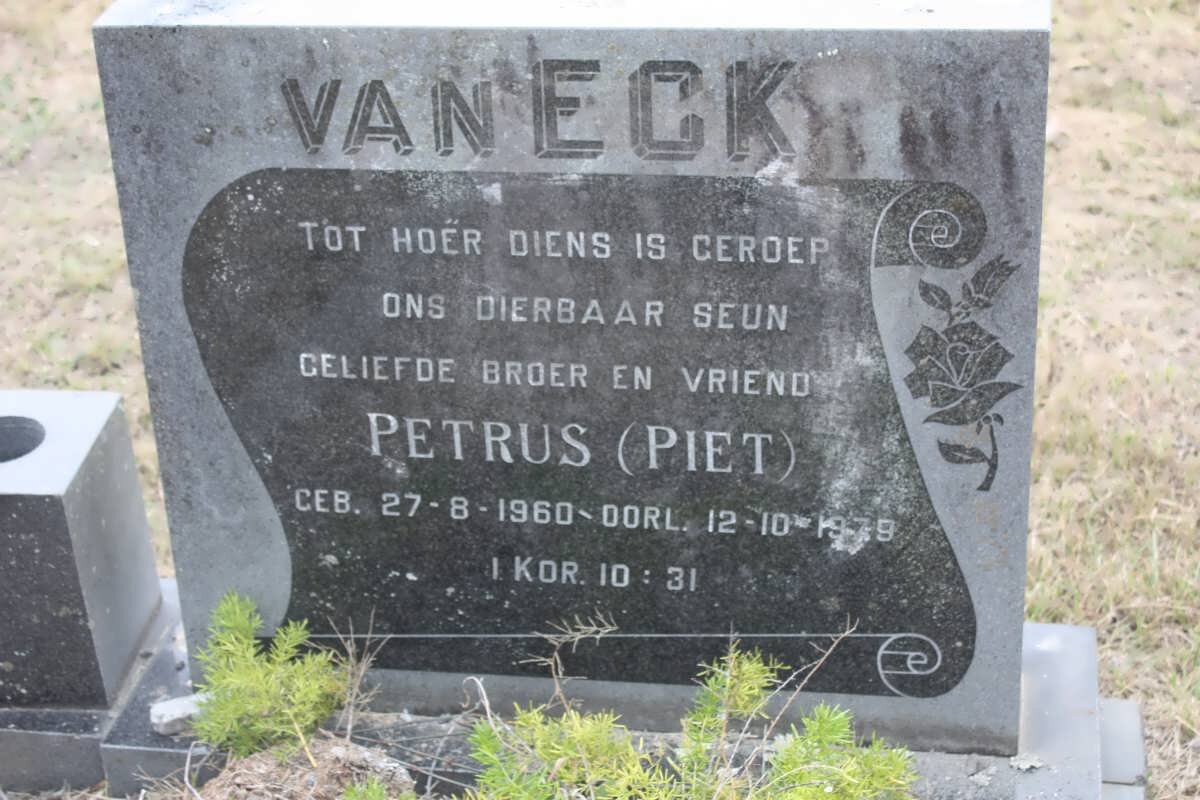 VAN ECK
TOT HOËR DIENS IS GEROEP
ONS DIERBAAR SEUN
GELIEFDE BROER EN VRIEND
PETRUS (PIET)
GEB. 27-8-1960 - OORL. 12-10-1979
I KOR. 10 : 31